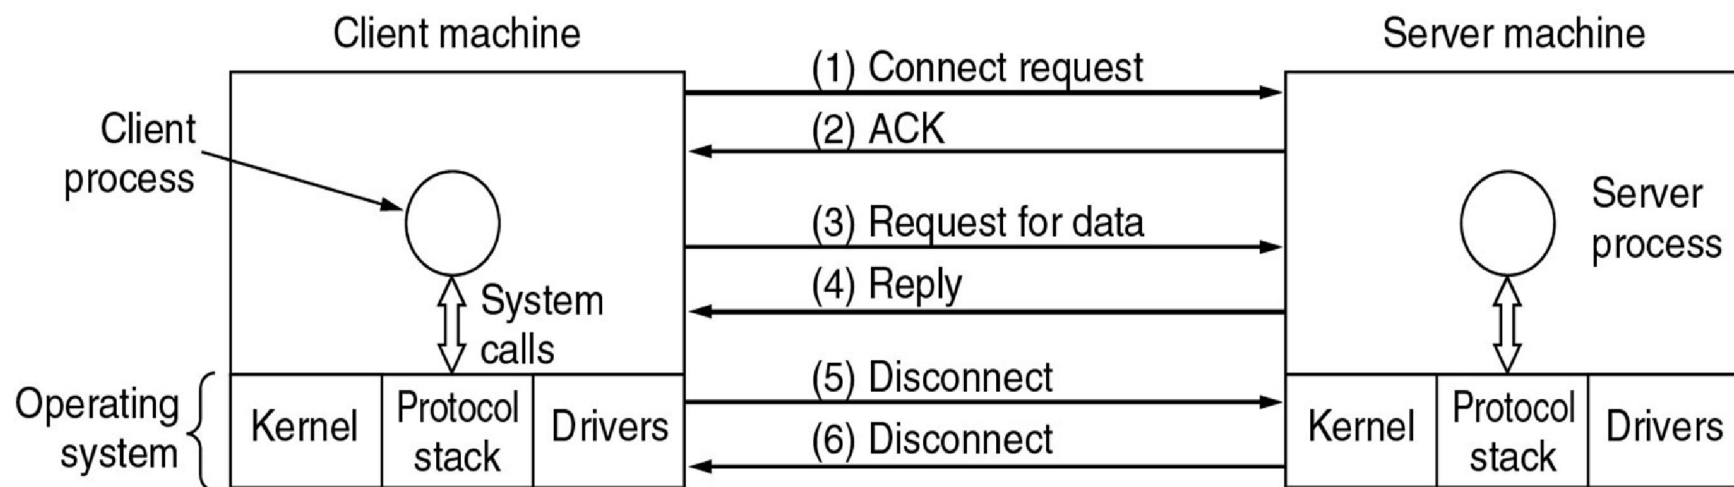 Client machine
Server machine
(1) Connect request
(2) ACK
Client
process
(3) Request for data
Server
process
(4) Reply
System
calls
(5) Disconnect
Operating
system
Kernel
Protocol
stack
Drivers
(6) Disconnect
Kernel
Protocol
stack
Drivers